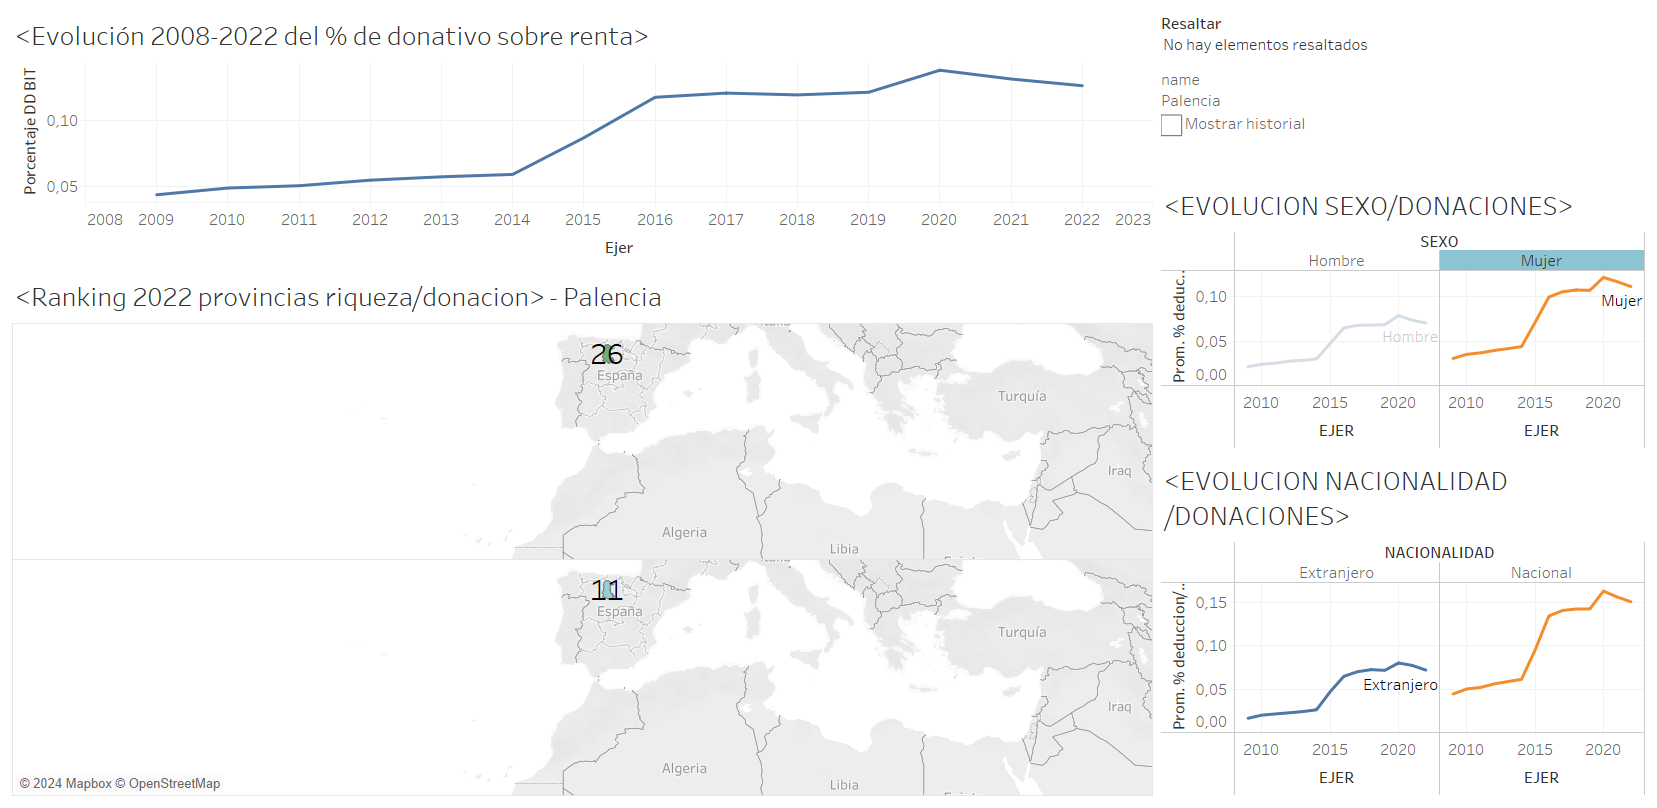 <Evolución 2008-2022 del % de donativo sobre renta>
Porcentaje DD BIT
0,10
0,05
2008 2009 2010 2011 2012 2013 2014 2015 2016 2017 2018 2019 2020 2021 2022 2023
Ejer
<Ranking 2022 provincias riqueza/donacion> - Palencia
Italia
26
España
Turquía
Iraq
Algeria
Libia
11
España
Turquía
Iraq
Algeria
Libia
© 2024 Mapbox © OpenStreetMap
Resaltar
No hay elementos resaltados
name
Palencia
Mostrar historial
<EVOLUCION SEXO/DONACIONES>
SEXO
Hombre Mujer
Prom. % deduc...
0,10
0,05
0,00
Hombre
Mujer
2010 2015 2020 2010 2015 2020
EJER EJER
<EVOLUCION NACIONALIDAD
/DONACIONES>
NACIONALIDAD
Extranjero Nacional
Prom. % deduccion/...
0,15
0,10
0,05
0,00
Extranjero
2010 2015 2020 2010 2015 2020
EJER EJER